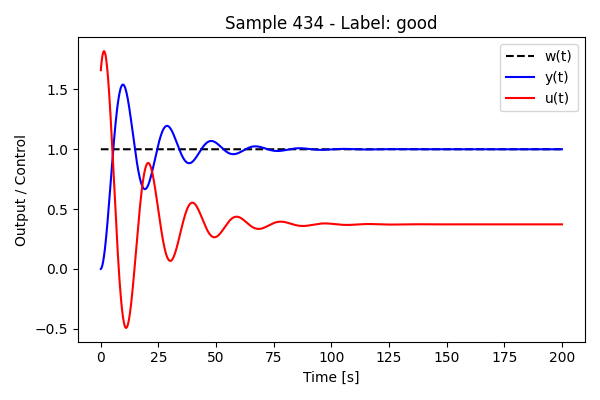 Sample 434 - Label: good
w(t)
y(t)
u(t)
Output / Control
1.5
1.0
0.5
0.0
−0.5
0 25 50 75 100 125 150 175 200
Time [s]